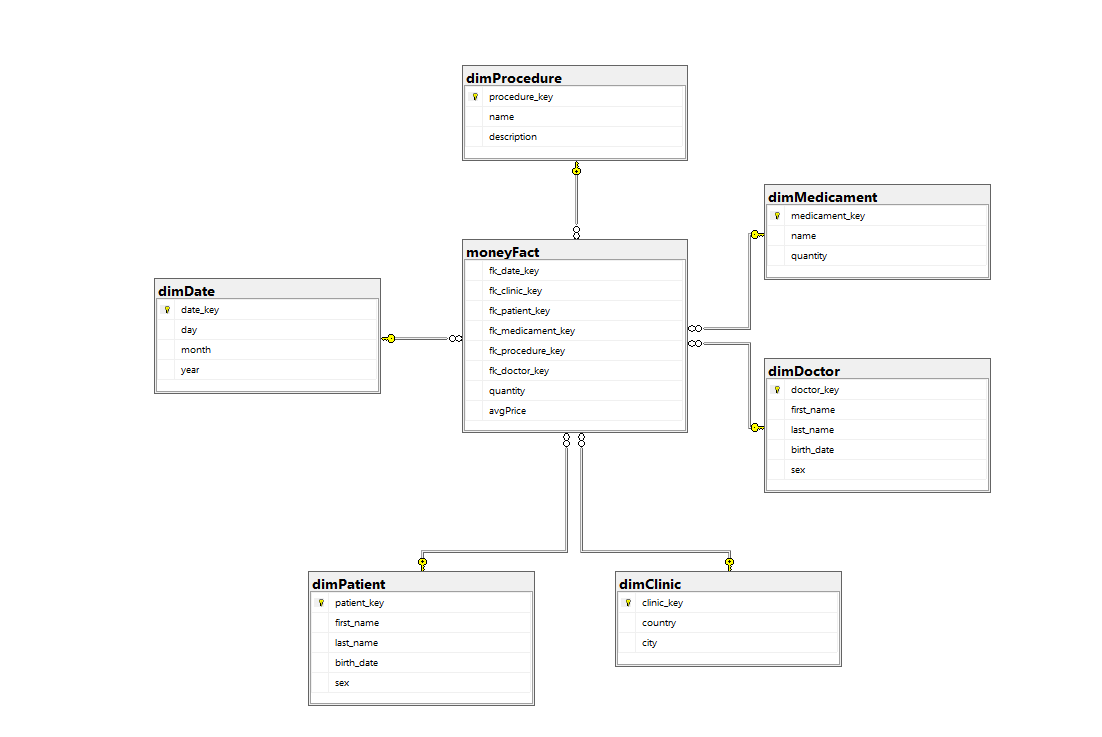 dimProcedure
procedure_key
name
description
dimMedicament
medicament_key
name
quantity
moneyFact
fk_date_key
fk_clinic_key
fk_patient_key
fk_medicament_key
fk_procedure_key
fk_doctor_key
quantity
avgPrice
dimDate
date_key
day
month
year
dimDoctor
doctor_key
first_name
last_name
birth_date
sex
dimPatient
patient_key
first_name
last_name
birth_date
sex
dimClinic
clinic_key
country
city